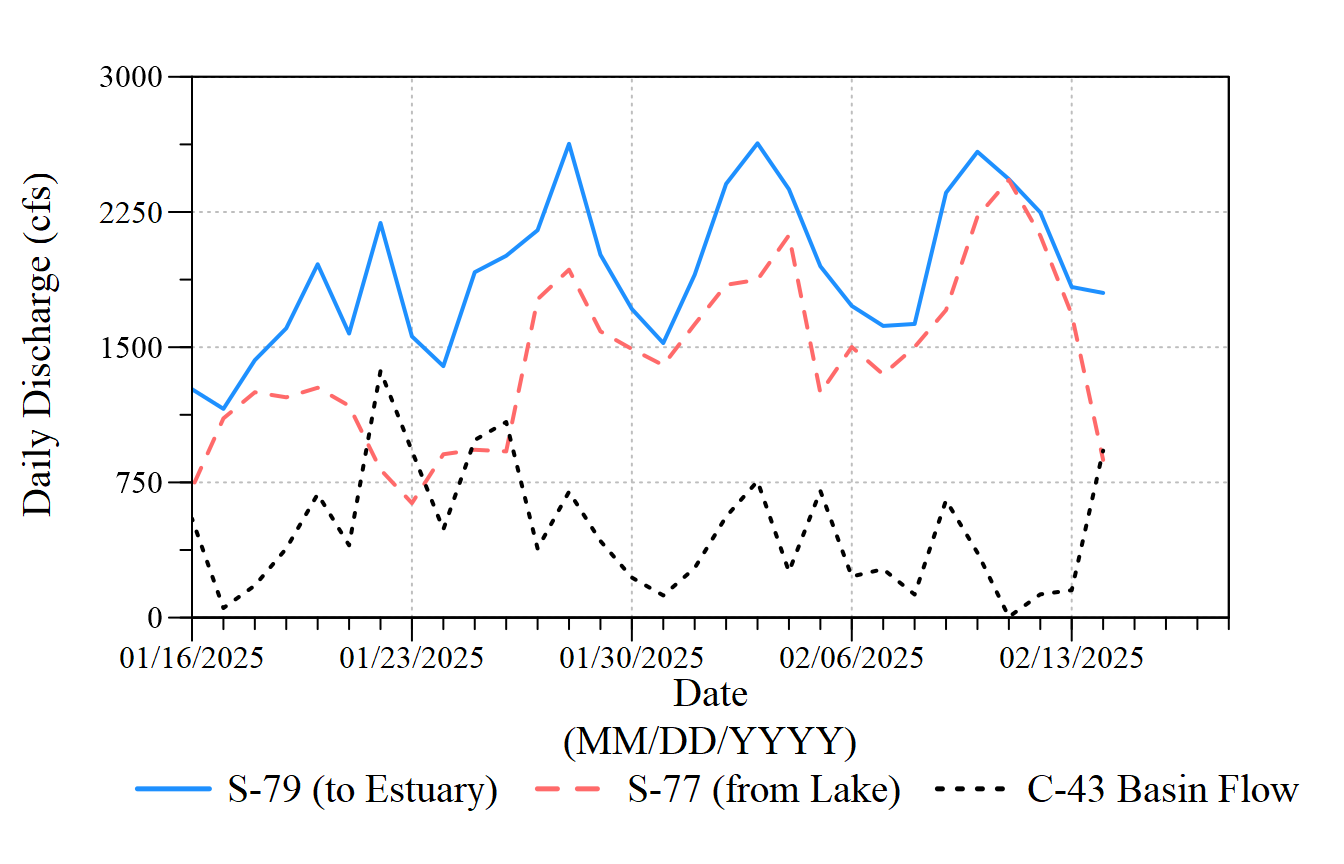 Daily Discharge (cfs)
3000
2250
1500
750
0
01/16/2025 01/23/2025 01/30/2025 02/06/2025 02/13/2025
Date
(MM/DD/YYYY)
S-79 (to Estuary) S-77 (from Lake) C-43 Basin Flow